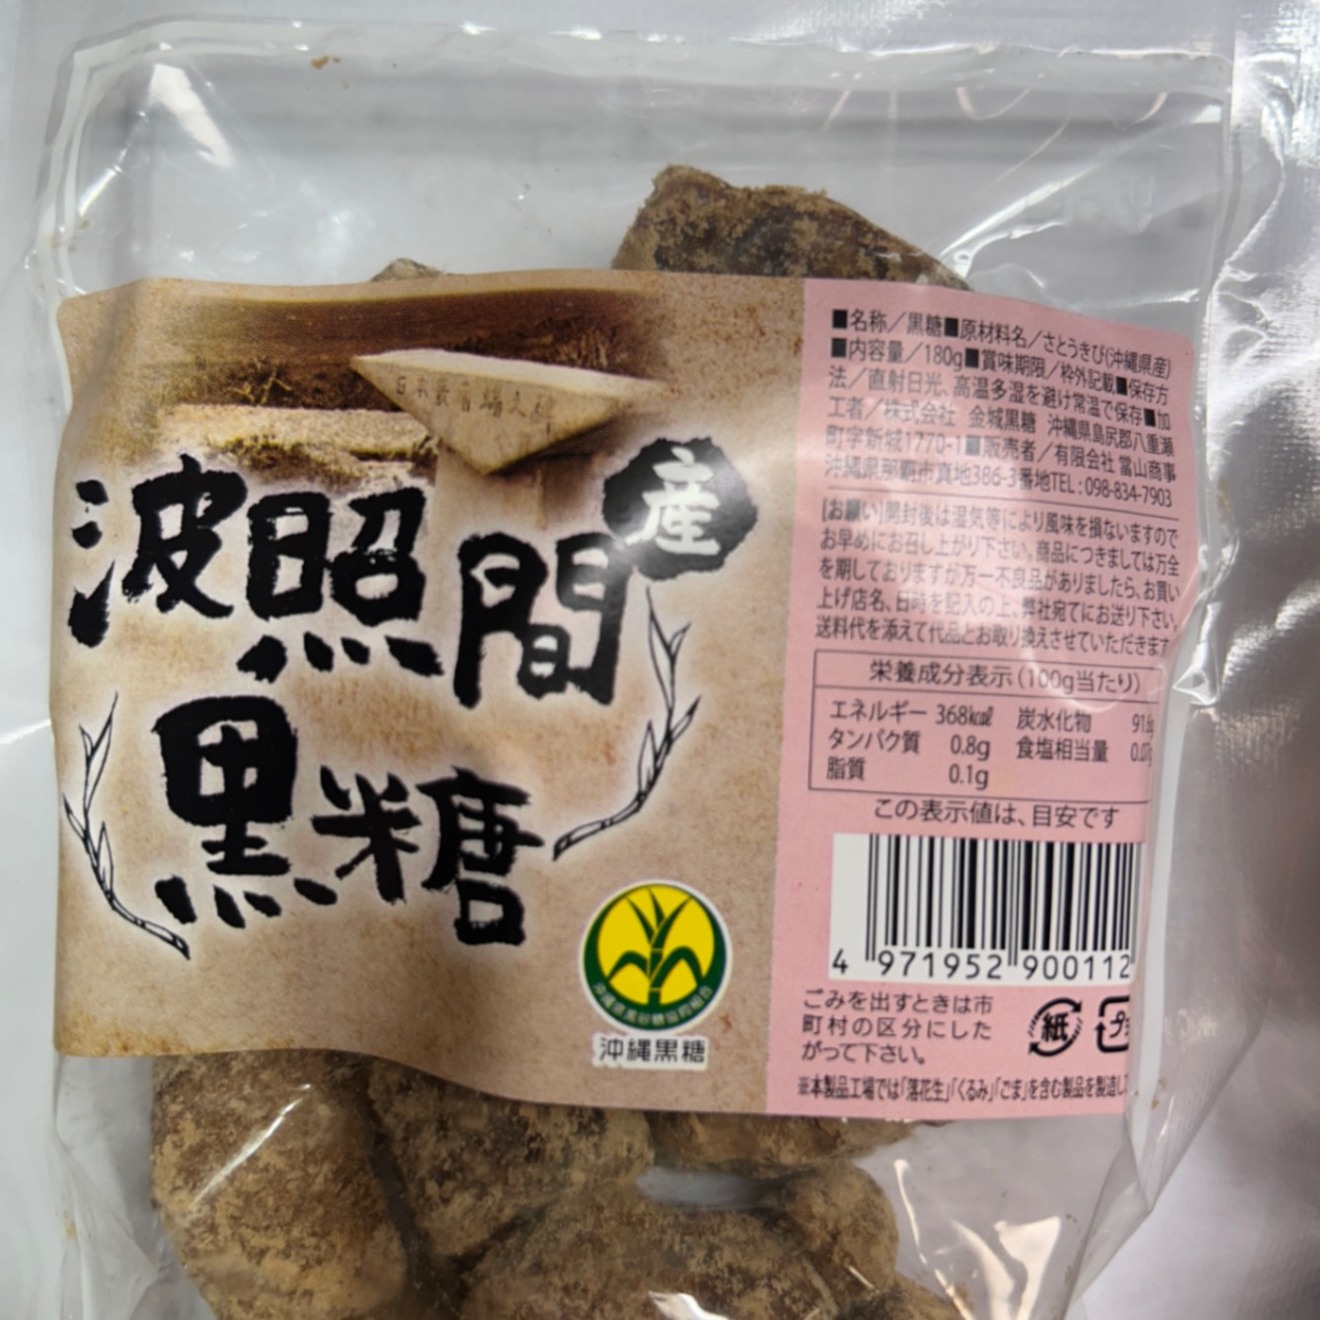 波照間
産
黒糖
沖縄黒糖
■名称／黒糖■原材料名／さとうきび(沖縄県産)
■内容量／180g■賞味期限／枠外記載■保存方
法／直射日光、高温多湿を避け常温で保存■加
工者／株式会社 金城黒糖 沖縄県島尻郡八重瀬
町字新城1770-1■販売者／有限会社 當山商事
沖縄県那覇市真地386-3番地TEL:098-834-7903
[お願い]開封後は湿気等により風味を損ないますので
お早めにお召し上がり下さい。商品につきましては万全
を期しておりますが万一不良品がありましたら、お買い
上げ店名、日時を記入の上、弊社宛てにお送り下さい。
送料代を添えて代品とお取り換えさせていただきます
栄養成分表示(100g当たり)
エネルギー 368kcal 炭水化物
タンパク質 0.8g 食塩相当量
脂質 0.1g
この表示値は、目安です
4 971952 900112
ごみを出すときは市
町村の区分にした
がって下さい。
紙
プラ
※本製品工場では「落花生」「くるみ」「ごま」を含む製品を製造し